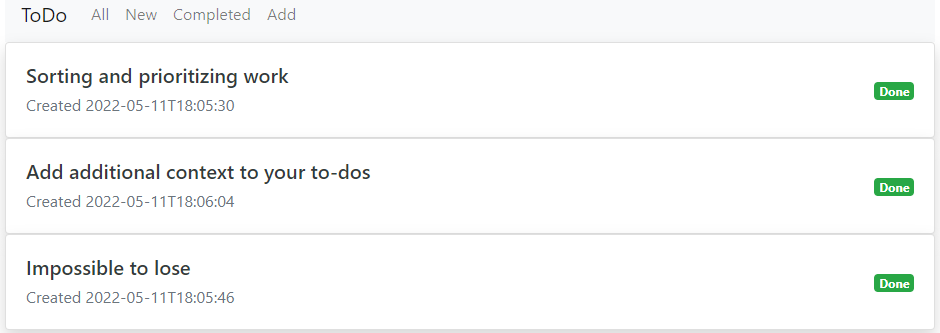 ToDo All New Completed Add
Sorting and prioritizing work
Created 2022-05-11T18:05:30
Done
Add additional context to your to-dos
Created 2022-05-11T18:06:04
Done
Impossible to lose
Created 2022-05-11T18:05:46
Done